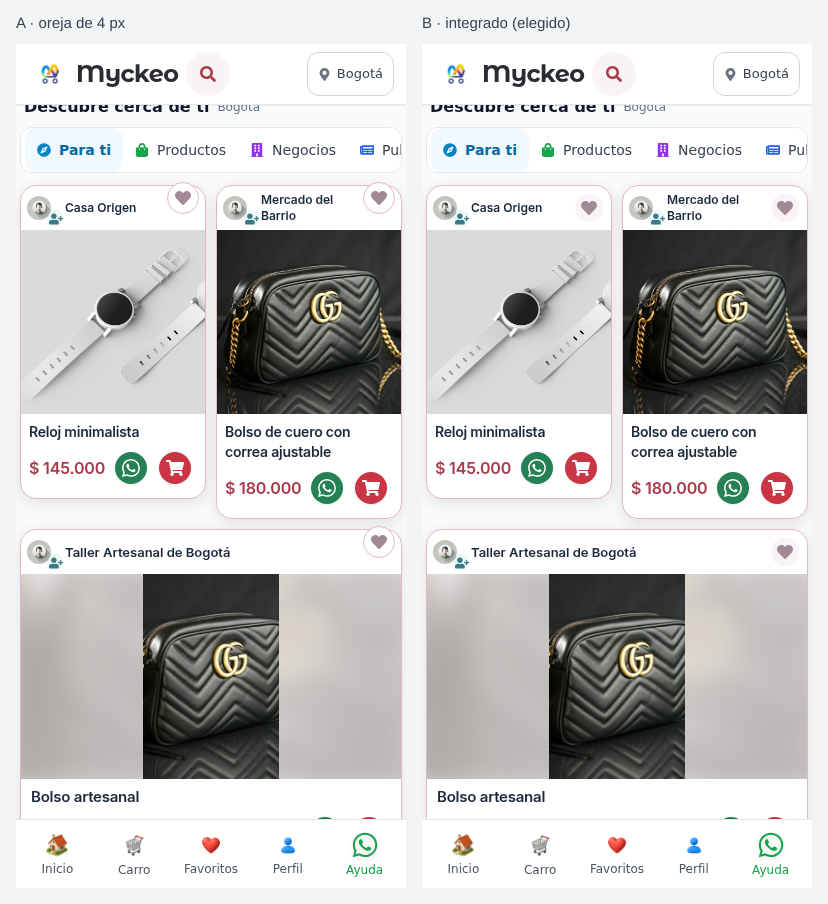 A · oreja de 4 px
Myckeo
Bogotá
Descubre cerca de ti Bogotá
Para ti
Productos
Negocios
Pul
Casa Origen
Mercado del
Barrio
Reloj minimalista
$ 145.000
Bolso de cuero con
correa ajustable
$ 180.000
Taller Artesanal de Bogotá
Bolso artesanal
Inicio
Carro
Favoritos
Perfil
Ayuda
B · integrado (elegido)
Myckeo
Bogotá
Descubre cerca de ti Bogotá
Para ti
Productos
Negocios
Pul
Casa Origen
Mercado del
Barrio
Reloj minimalista
$ 145.000
Bolso de cuero con
correa ajustable
$ 180.000
Taller Artesanal de Bogotá
Bolso artesanal
Inicio
Carro
Favoritos
Perfil
Ayuda